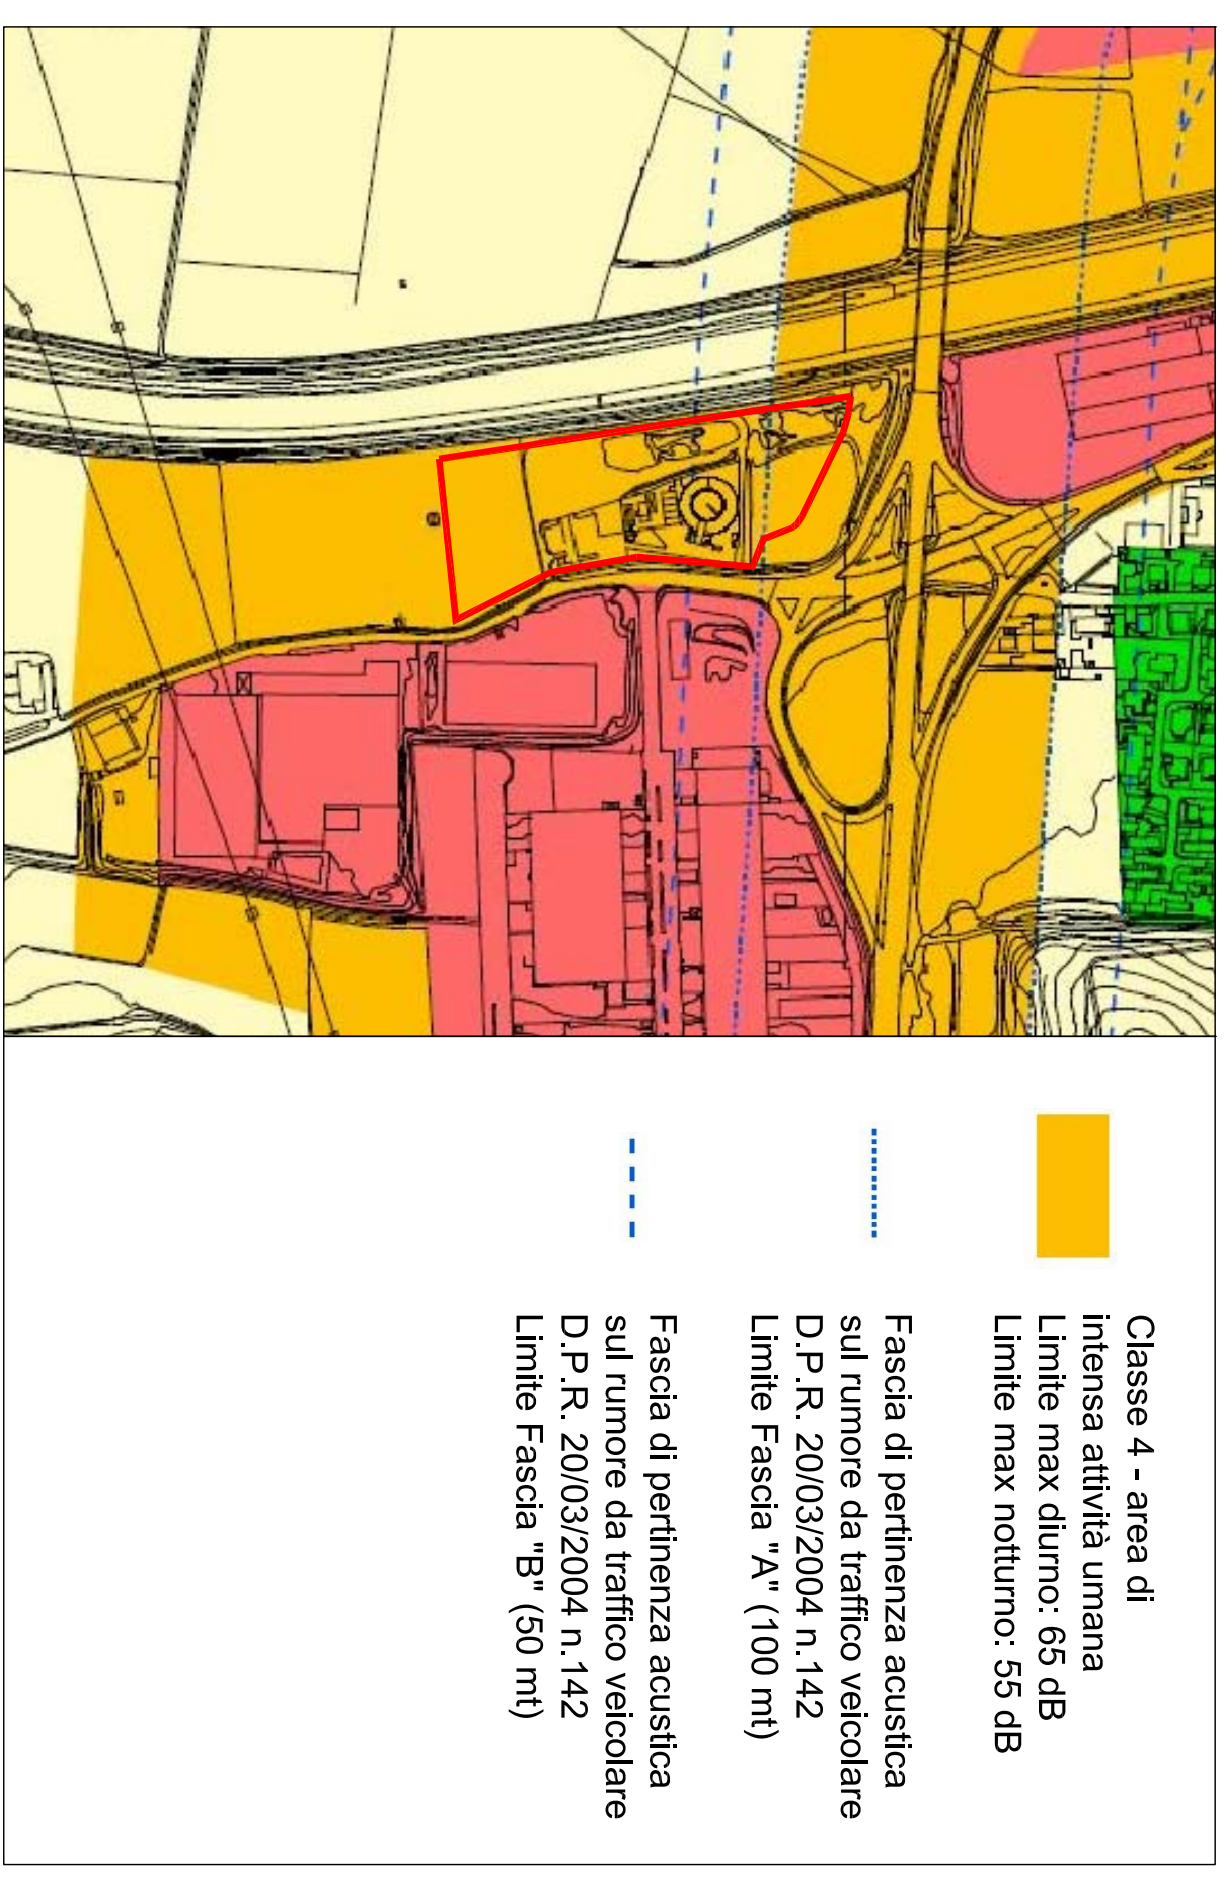 Classe 4 - area di
intensa attività umana
Limite max diurno: 65 dB
Limite max notturno: 55 dB
Fascia di pertinenza acustica
sul rumore da traffico veicolare
D.P.R. 20/03/2004 n.142
Limite Fascia "A" (100 mt)
Fascia di pertinenza acustica
sul rumore da traffico veicolare
D.P.R. 20/03/2004 n.142
Limite Fascia "B" (50 mt)